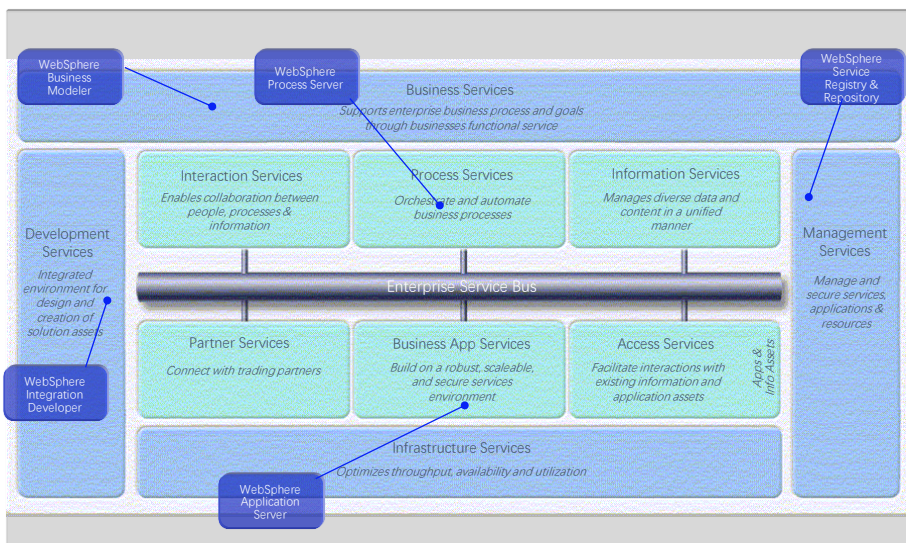 WebSphere
Business
Modeler
WebSphere
Process Server
WebSphere
Service
Registry &
Repository
Business Services
Supports enterprise business process and goals
through businesses functional service
Development
Services
Integrated
environment for
design and
creation of
solution assets
Interaction Services
Enables collaboration between
people, processes &
information
Process Services
Orchestrate and automate
business processes
Information Services
Manages diverse data and
content in a unified
manner
Management
Services
Manage and
secure services,
applications &
resources
Enterprise Service Bus
Partner Services
Connect with trading partners
Business App Services
Build on a robust, scaleable,
and secure services
environment
Access Services
Facilitate interactions with
existing information and
application assets
Apps &
Info Assets
WebSphere
Integration
Developer
Infrastructure Services
Optimizes throughput, availability and utilization
WebSphere
Application
Server